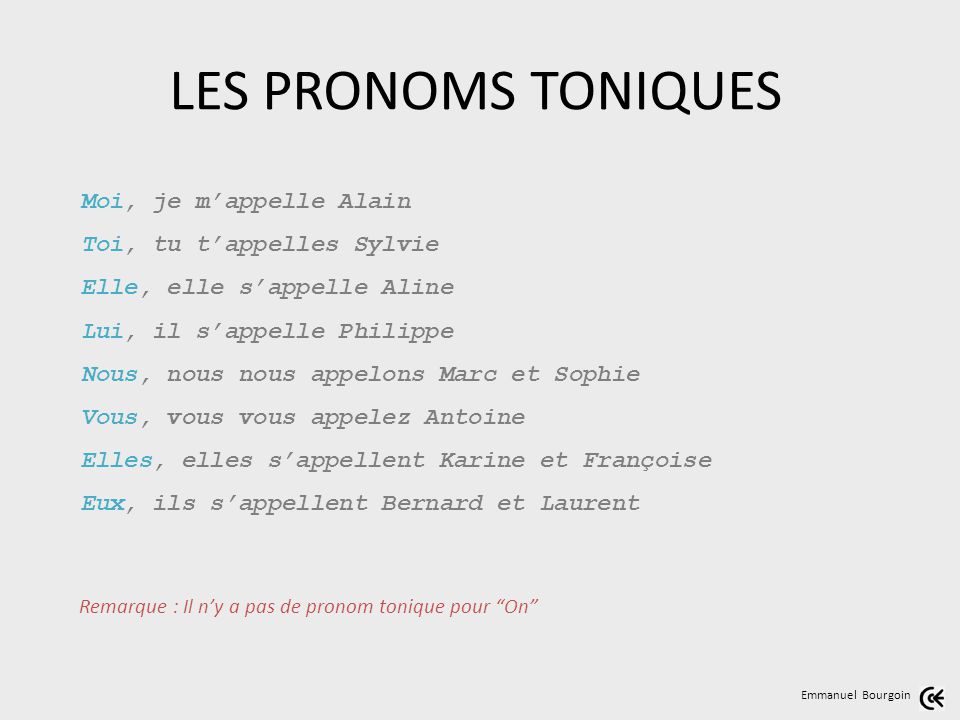 LES PRONOMS TONIQUES
Moi, je m’appelle Alain
Toi, tu t’appelles Sylvie
Elle, elle s’appelle Aline
Lui, il s’appelle Philippe
Nous, nous nous appelons Marc et Sophie
Vous, vous vous appelez Antoine
Elles, elles s’appellent Karine et Françoise
Eux, ils s’appellent Bernard et Laurent
Remarque : Il n’y a pas de pronom tonique pour “On”
Emmanuel Bourgoin